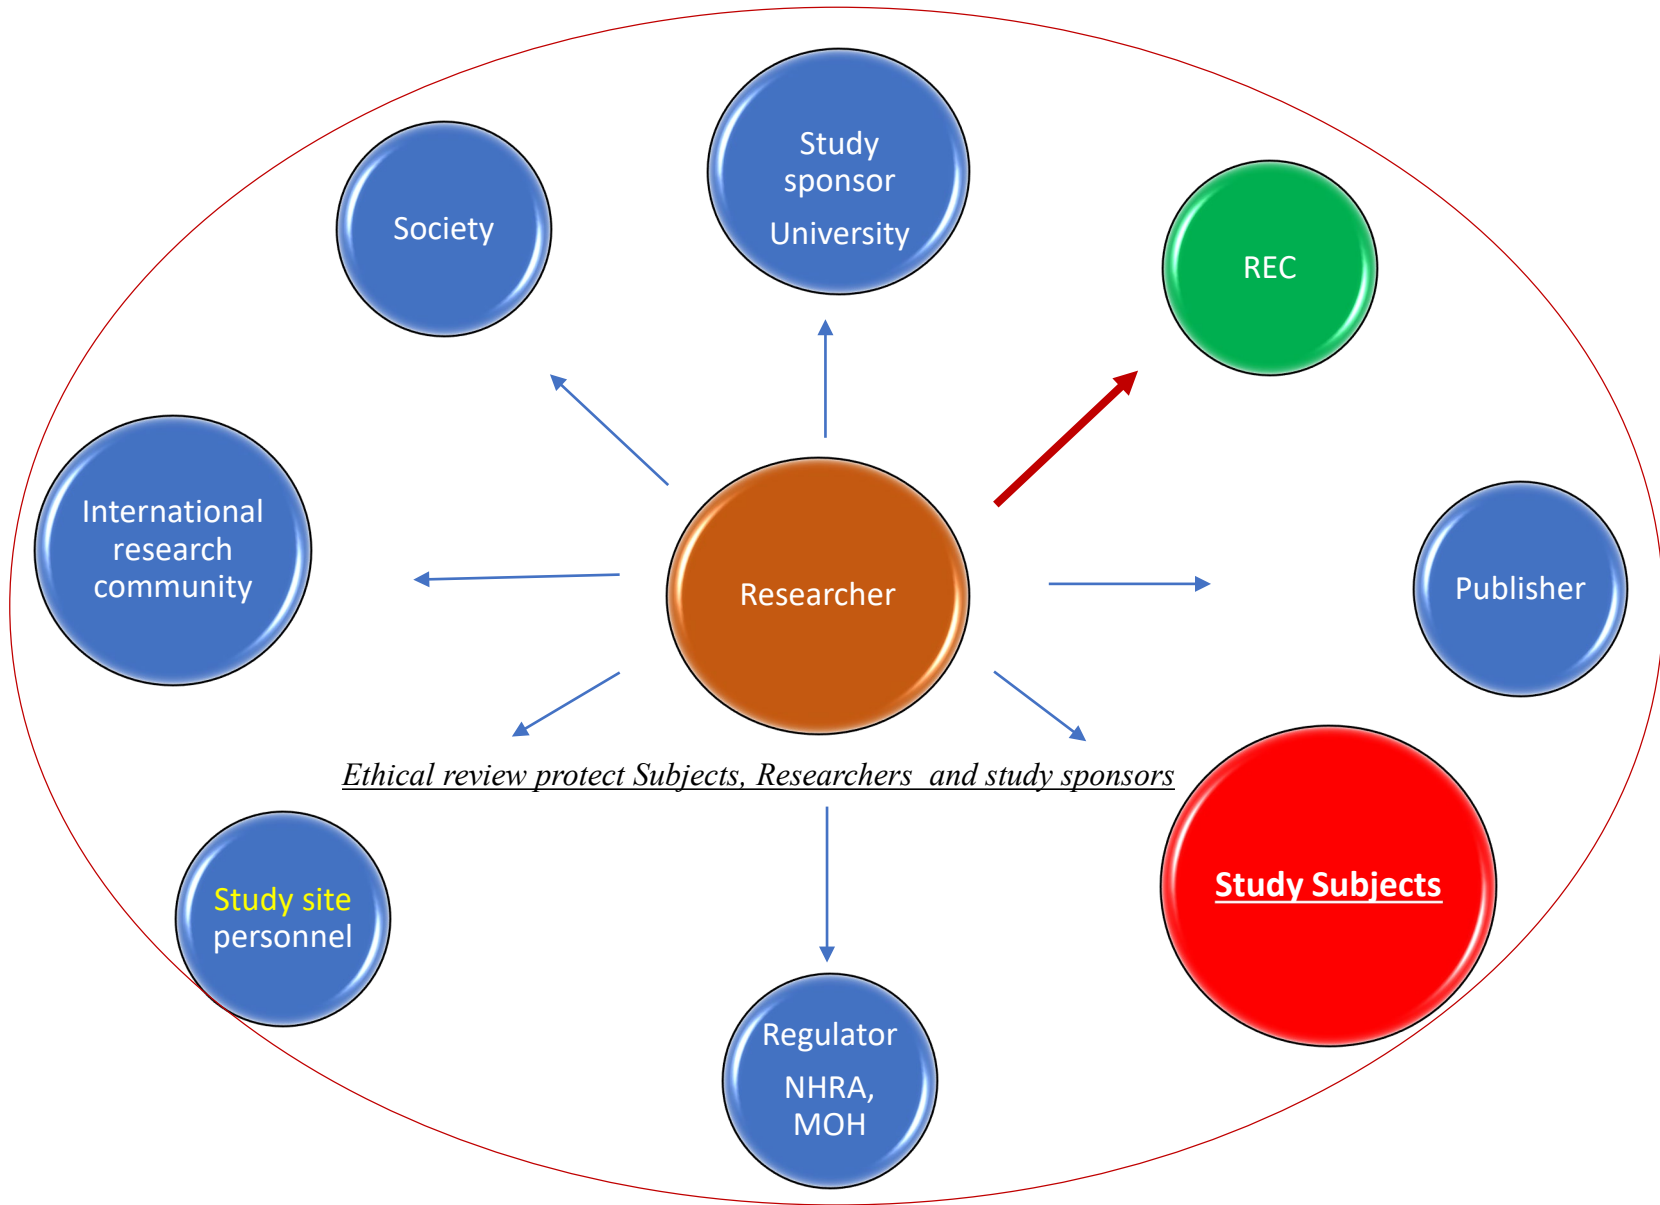 Study
sponsor
University
Society
REC
International
research
community
Researcher
Publisher
Ethical review protect Subjects, Researchers  and study sponsors
Study site
personnel
Study Subjects
Regulator
NHRA,
MOH